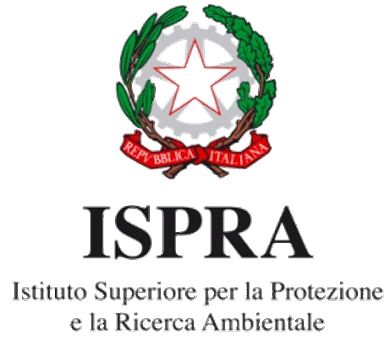 REPVBBLICA ITALIANA
ISPRA
Istituto Superiore per la Protezione
e la Ricerca Ambientale